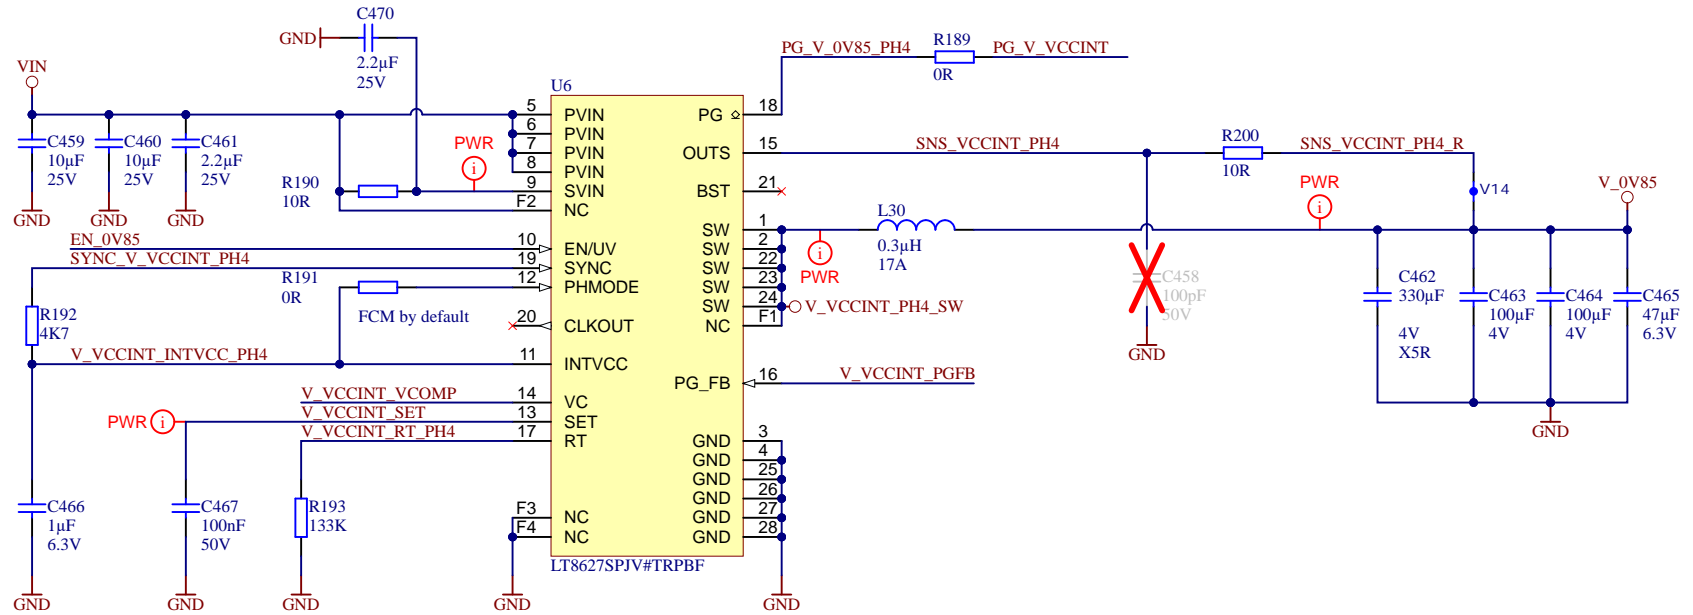 C470
GND
2.2µF
25V
VIN
C459
10µF
25V
GND
C460
10µF
25V
GND
C461
2.2µF
25V
GND
R190
10R
PWR
i
EN_0V85
SYNC_V_VCCINT_PH4
R191
0R
FCM by default
R192
4K7
V_VCCINT_INTVCC_PH4
V_VCCINT_VCOMP
V_VCCINT_SET
V_VCCINT_RT_PH4
PWR
i
C466
1µF
6.3V
GND
C467
100nF
50V
GND
R193
133K
GND
GND
U6
5 PVIN
6 PVIN
7 PVIN
8 PVIN
9 SVIN
F2 NC
10 EN/UV
19 SYNC
12 PHMODE
20 CLKOUT
11 INTVCC
14 VC
13 SET
17 RT
F3 NC
F4 NC
PG 18
OUTS 15
BST 21
SW 1
SW 2
SW 22
SW 23
SW 24
NC F1
PG_FB 16
GND 3
GND 4
GND 25
GND 26
GND 27
GND 28
LT8627SPJV#TRPBF
GND
PG_V_0V85_PH4
R189
0R
PG_V_VCCINT
SNS_VCCINT_PH4
R200
10R
SNS_VCCINT_PH4_R
V14
L30
0.3µH
17A
i
PWR
V_VCCINT_PH4_SW
V_VCCINT_PGFB
C458
100pF
50V
GND
PWR
i
V_0V85
C462
330µF
4V
X5R
C463
100µF
4V
C464
100µF
4V
C465
47µF
6.3V
GND